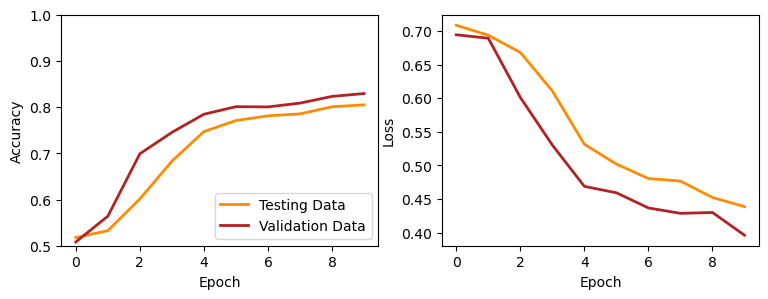 1.0
0.9
0.8
0.7
0.6
0.5
Accuracy
0 2 4 6 8
Epoch
Testing Data
Validation Data
0.70
0.65
0.60
0.55
0.50
0.45
0.40
Loss
0 2 4 6 8
Epoch